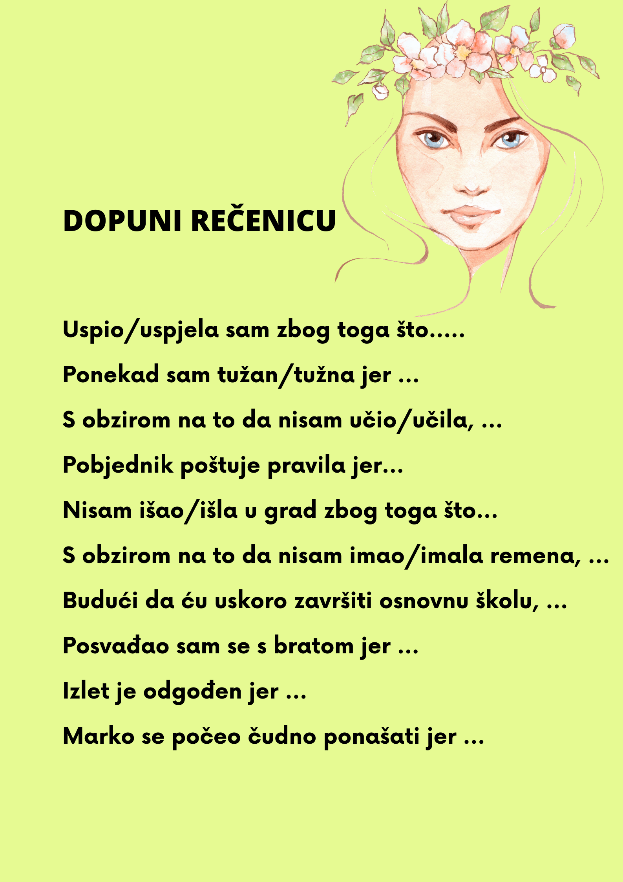 DOPUNI REČENICU
Uspio/uspjela sam zbog toga što.....
Ponekad sam tužan/tužna jer ...
S obzirom na to da nisam učio/učila, ...
Pobjednik poštuje pravila jer...
Nisam išao/išla u grad zbog toga što...
S obzirom na to da nisam imao/imala remena, ...
Budući da ću uskoro završiti osnovnu školu, ...
Posvađao sam se s bratom jer ...
Izlet je odgođen jer ...
Marko se počeo čudno ponašati jer ...